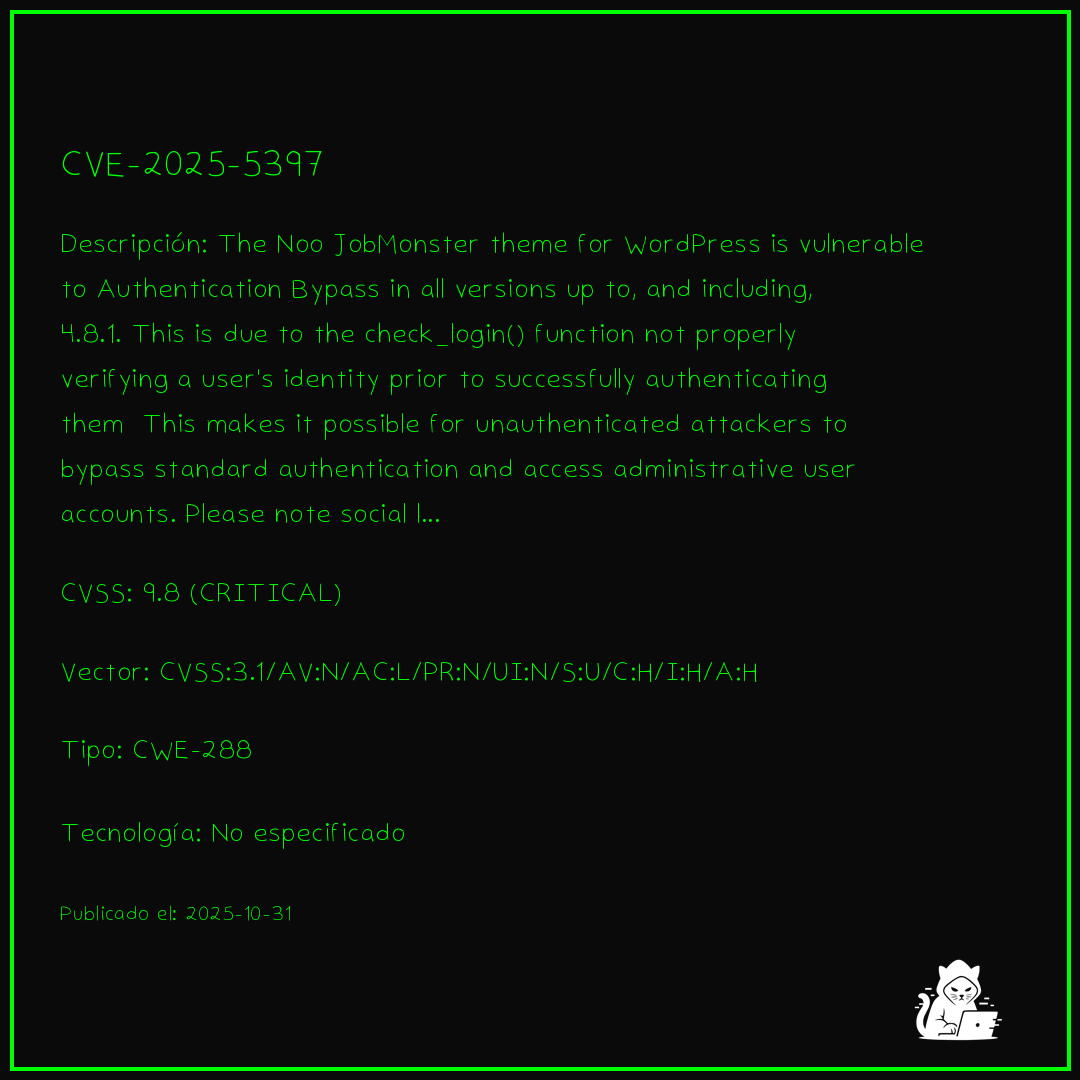 CVE-2025-5397
Descripción: The Noo JobMonster theme for WordPress is vulnerable
to Authentication Bypass in all versions up to, and including,
4.8.1. This is due to the check_login() function not properly
verifying a user's identity prior to successfully authenticating
them  This makes it possible for unauthenticated attackers to
bypass standard authentication and access administrative user
accounts. Please note social l...
CVSS: 9.8 (CRITICAL)
Vector: CVSS:3.1/AV:N/AC:L/PR:N/UI:N/S:U/C:H/I:H/A:H
Tipo: CWE-288
Tecnología: No especificado
Publicado el: 2025-10-31